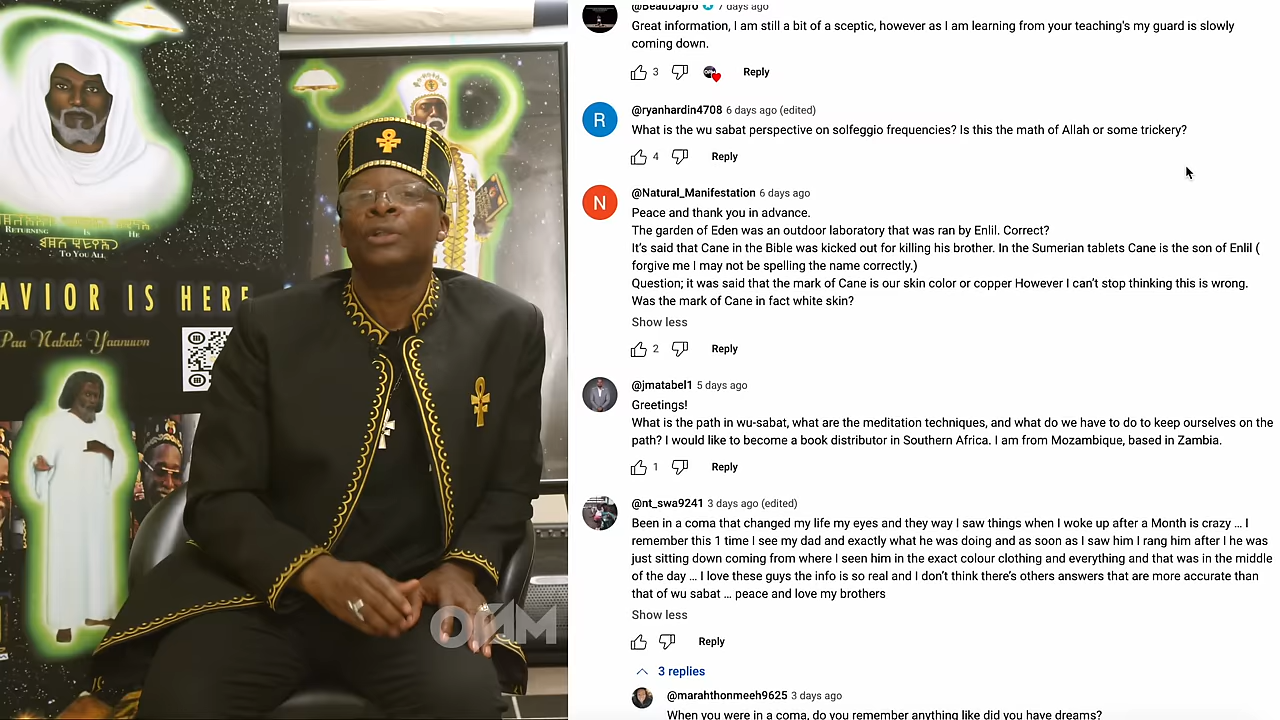 RETURNING IS HE
TO YOU ALL
AVIOR IS HERE
Paa Nabab: Yaanuwn
OM
@BeauDapro 7 days ago
Great information, I am still a bit of a sceptic, however as I am learning from your teaching's my guard is slowly
coming down.
3 Reply
R
@ryanhardin4708 6 days ago (edited)
What is the wu sabat perspective on solfeggio frequencies? Is this the math of Allah or some trickery?
4 Reply
N
@Natural_Manifestation 6 days ago
Peace and thank you in advance.
The garden of Eden was an outdoor laboratory that was ran by Enlil. Correct?
It's said that Cane in the Bible was kicked out for killing his brother. In the Sumerian tablets Cane is the son of Enlil (
forgive me I may not be spelling the name correctly.)
Question; it was said that the mark of Cane is our skin color or copper However I can't stop thinking this is wrong.
Was the mark of Cane in fact white skin?
Show less
2 Reply
@jmatabel1 5 days ago
Greetings!
What is the path in wu-sabat, what are the meditation techniques, and what do we have to do to keep ourselves on the
path? I would like to become a book distributor in Southern Africa. I am from Mozambique, based in Zambia.
1 Reply
@nt_swa9241 3 days ago (edited)
Been in a coma that changed my life my eyes and they way I saw things when I woke up after a Month is crazy ... I
remember this 1 time I see my dad and exactly what he was doing and as soon as I saw him I rang him after I he was
just sitting down coming from where I seen him in the exact colour clothing and everything and that was in the middle
of the day ... I love these guys the info is so real and I don't think there's others answers that are more accurate than
that of wu sabat ... peace and love my brothers
Show less
Reply
3 replies
@marahthonmeeh9625 3 days ago
When you were in a coma, do you remember anything like did you have dreams?